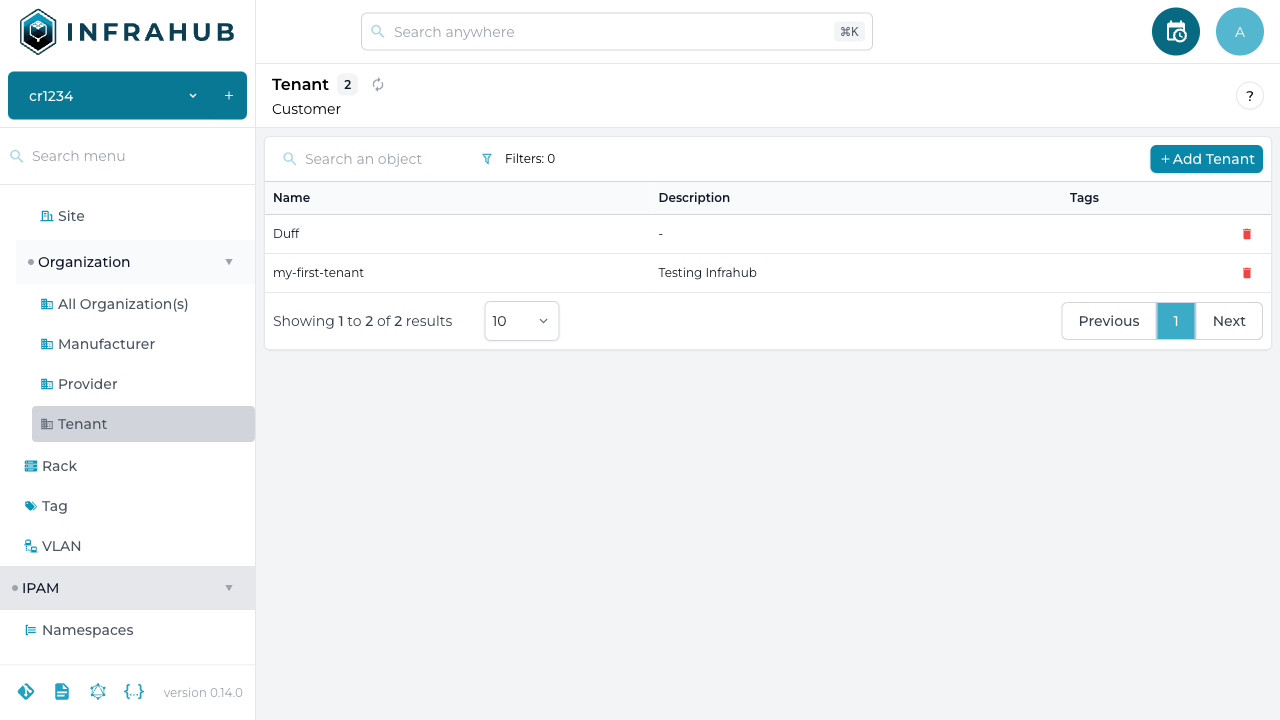 INFRAHUB
Search anywhere
⌘K
A
cr1234
+
Tenant 2
Customer
?
Search menu
Site
Organization
All Organization(s)
Manufacturer
Provider
Tenant
Rack
Tag
VLAN
IPAM
Namespaces
version 0.14.0
Search an object
Filters: 0
+ Add Tenant
Name Description Tags
Duff -
my-first-tenant Testing Infrahub
Showing 1 to 2 of 2 results
10
Previous 1 Next